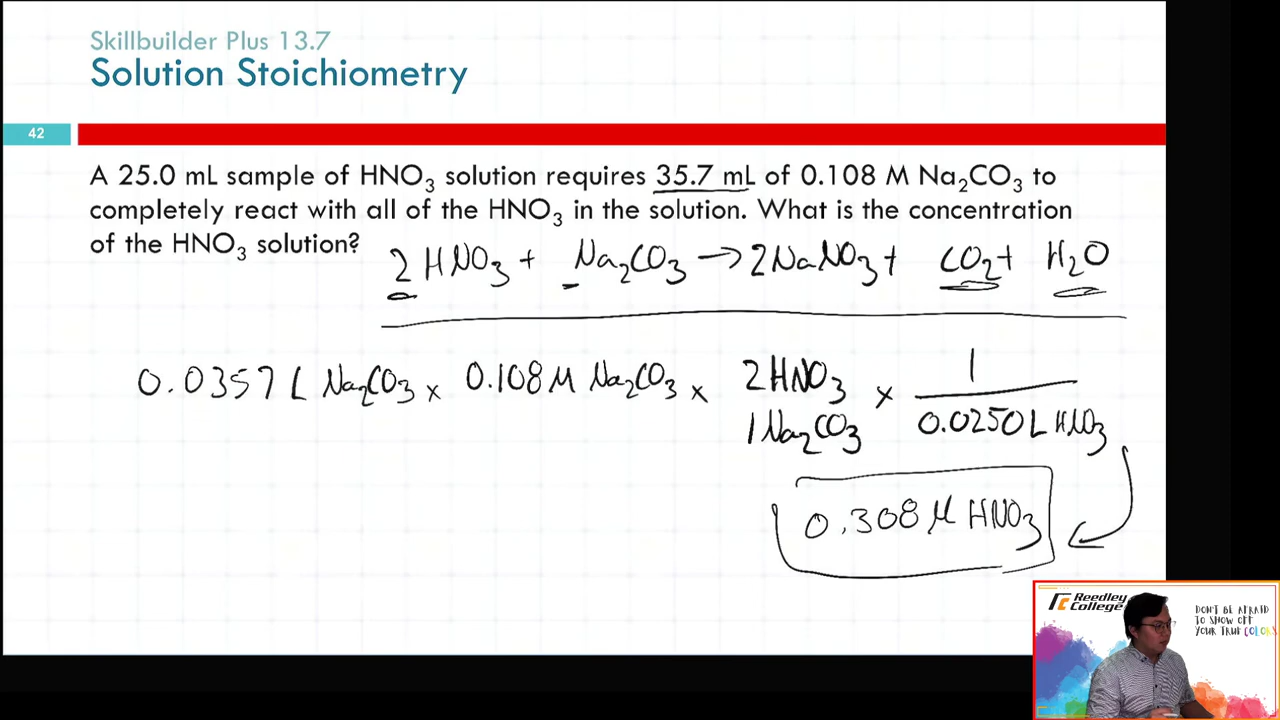 Skillbuilder Plus 13.7
Solution Stoichiometry
42
A 25.0 mL sample of HNO₃ solution requires 35.7 mL of 0.108 M Na₂CO₃ to
completely react with all of the HNO₃ in the solution. What is the concentration
of the HNO₃ solution?
2 HNO₃ + Na₂CO₃ → 2NaNO₃ + CO₂ + H₂O
0.0357 L Na₂CO₃ × 0.108 M Na₂CO₃ × 2HNO₃ × 1
1 Na₂CO₃ 0.0250 L HNO₃
0.308 M HNO₃
Reedley
College
DON'T BE AFRAID
TO SHOW OFF
YOUR TRUE COLORS